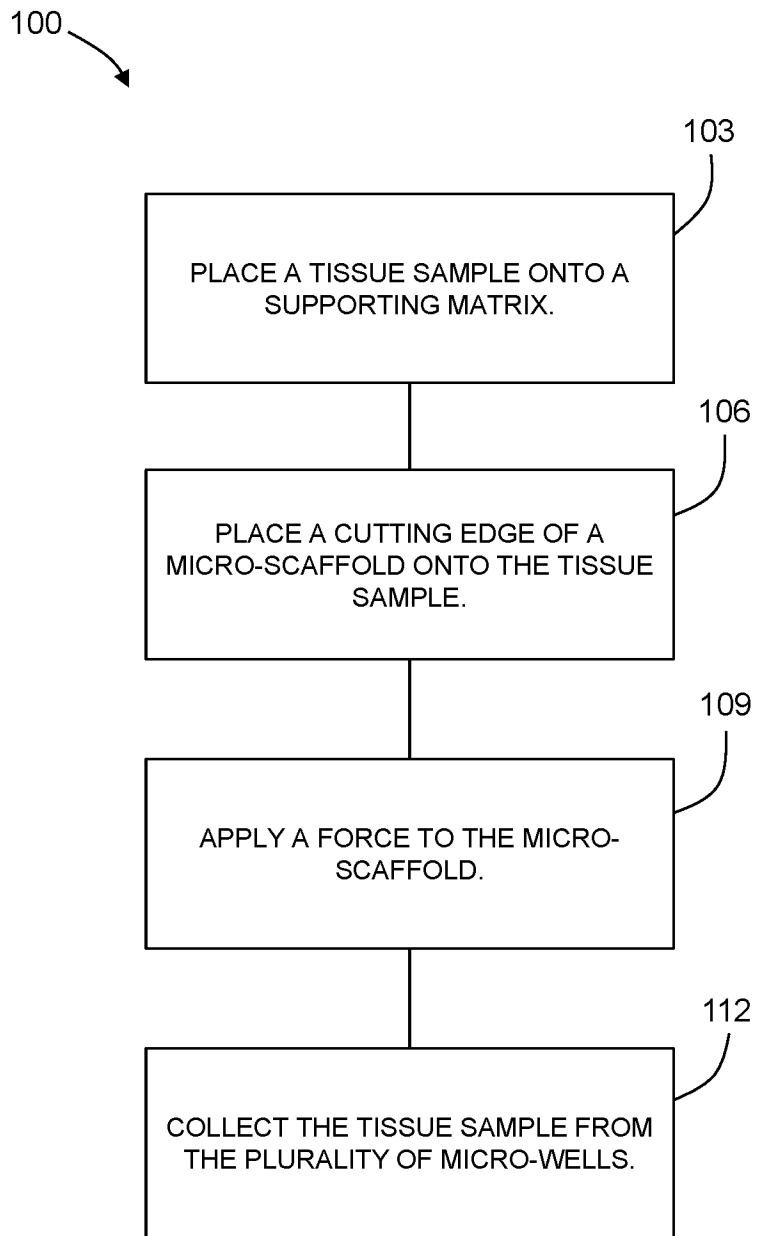 100
103
PLACE A TISSUE SAMPLE ONTO A
SUPPORTING MATRIX.
106
PLACE A CUTTING EDGE OF A
MICRO-SCAFFOLD ONTO THE TISSUE
SAMPLE.
109
APPLY A FORCE TO THE MICRO-
SCAFFOLD.
112
COLLECT THE TISSUE SAMPLE FROM
THE PLURALITY OF MICRO-WELLS.